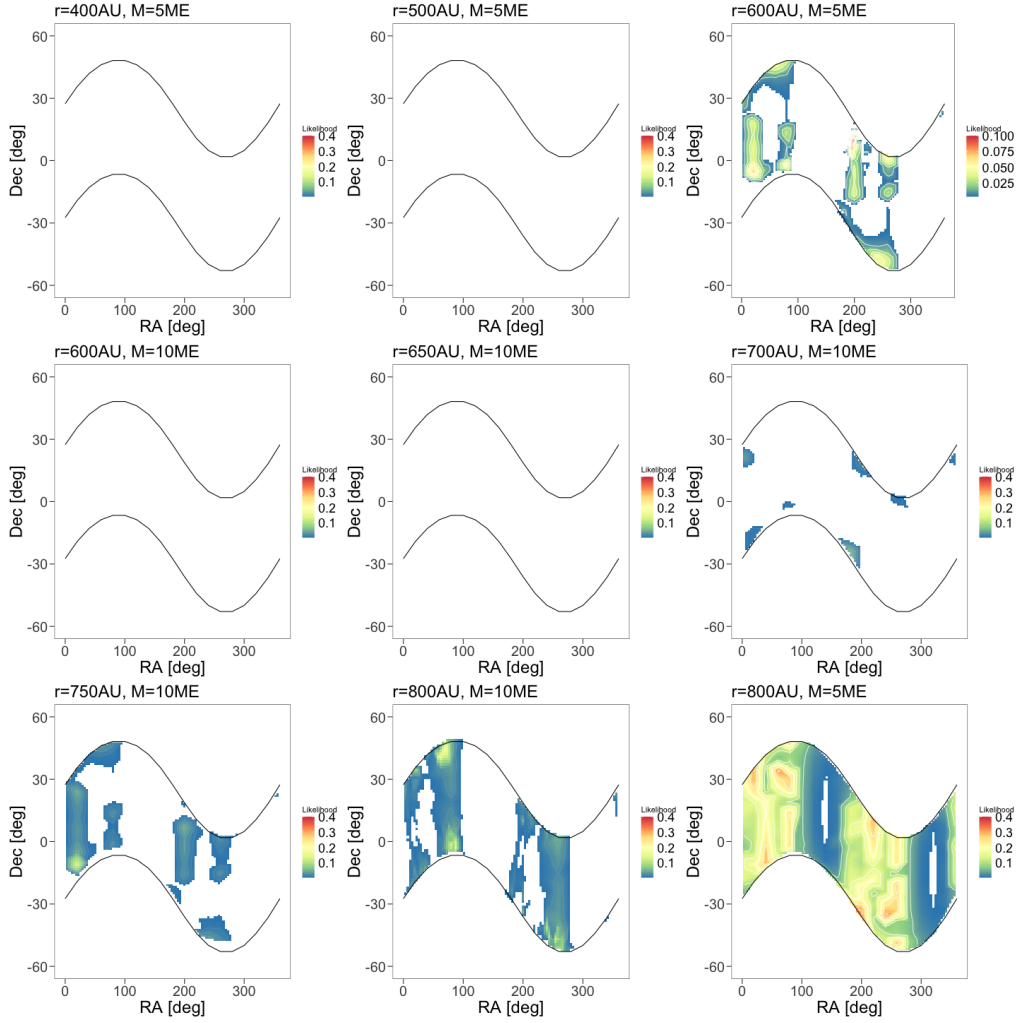 r=400AU, M=5ME
r=500AU, M=5ME
r=600AU, M=5ME
60
30
0
-30
-60
Dec [deg]
0 100 200 300
RA [deg]
Likelihood
0.4
0.3
0.2
0.1
60
30
0
-30
-60
Dec [deg]
0 100 200 300
RA [deg]
Likelihood
0.4
0.3
0.2
0.1
60
30
0
-30
-60
Dec [deg]
0 100 200 300
RA [deg]
Likelihood
0.100
0.075
0.050
0.025
r=600AU, M=10ME
r=650AU, M=10ME
r=700AU, M=10ME
60
30
0
-30
-60
Dec [deg]
0 100 200 300
RA [deg]
Likelihood
0.4
0.3
0.2
0.1
60
30
0
-30
-60
Dec [deg]
0 100 200 300
RA [deg]
Likelihood
0.4
0.3
0.2
0.1
60
30
0
-30
-60
Dec [deg]
0 100 200 300
RA [deg]
Likelihood
0.4
0.3
0.2
0.1
r=750AU, M=10ME
r=800AU, M=10ME
r=800AU, M=5ME
60
30
0
-30
-60
Dec [deg]
0 100 200 300
RA [deg]
Likelihood
0.4
0.3
0.2
0.1
60
30
0
-30
-60
Dec [deg]
0 100 200 300
RA [deg]
Likelihood
0.4
0.3
0.2
0.1
60
30
0
-30
-60
Dec [deg]
0 100 200 300
RA [deg]
Likelihood
0.4
0.3
0.2
0.1